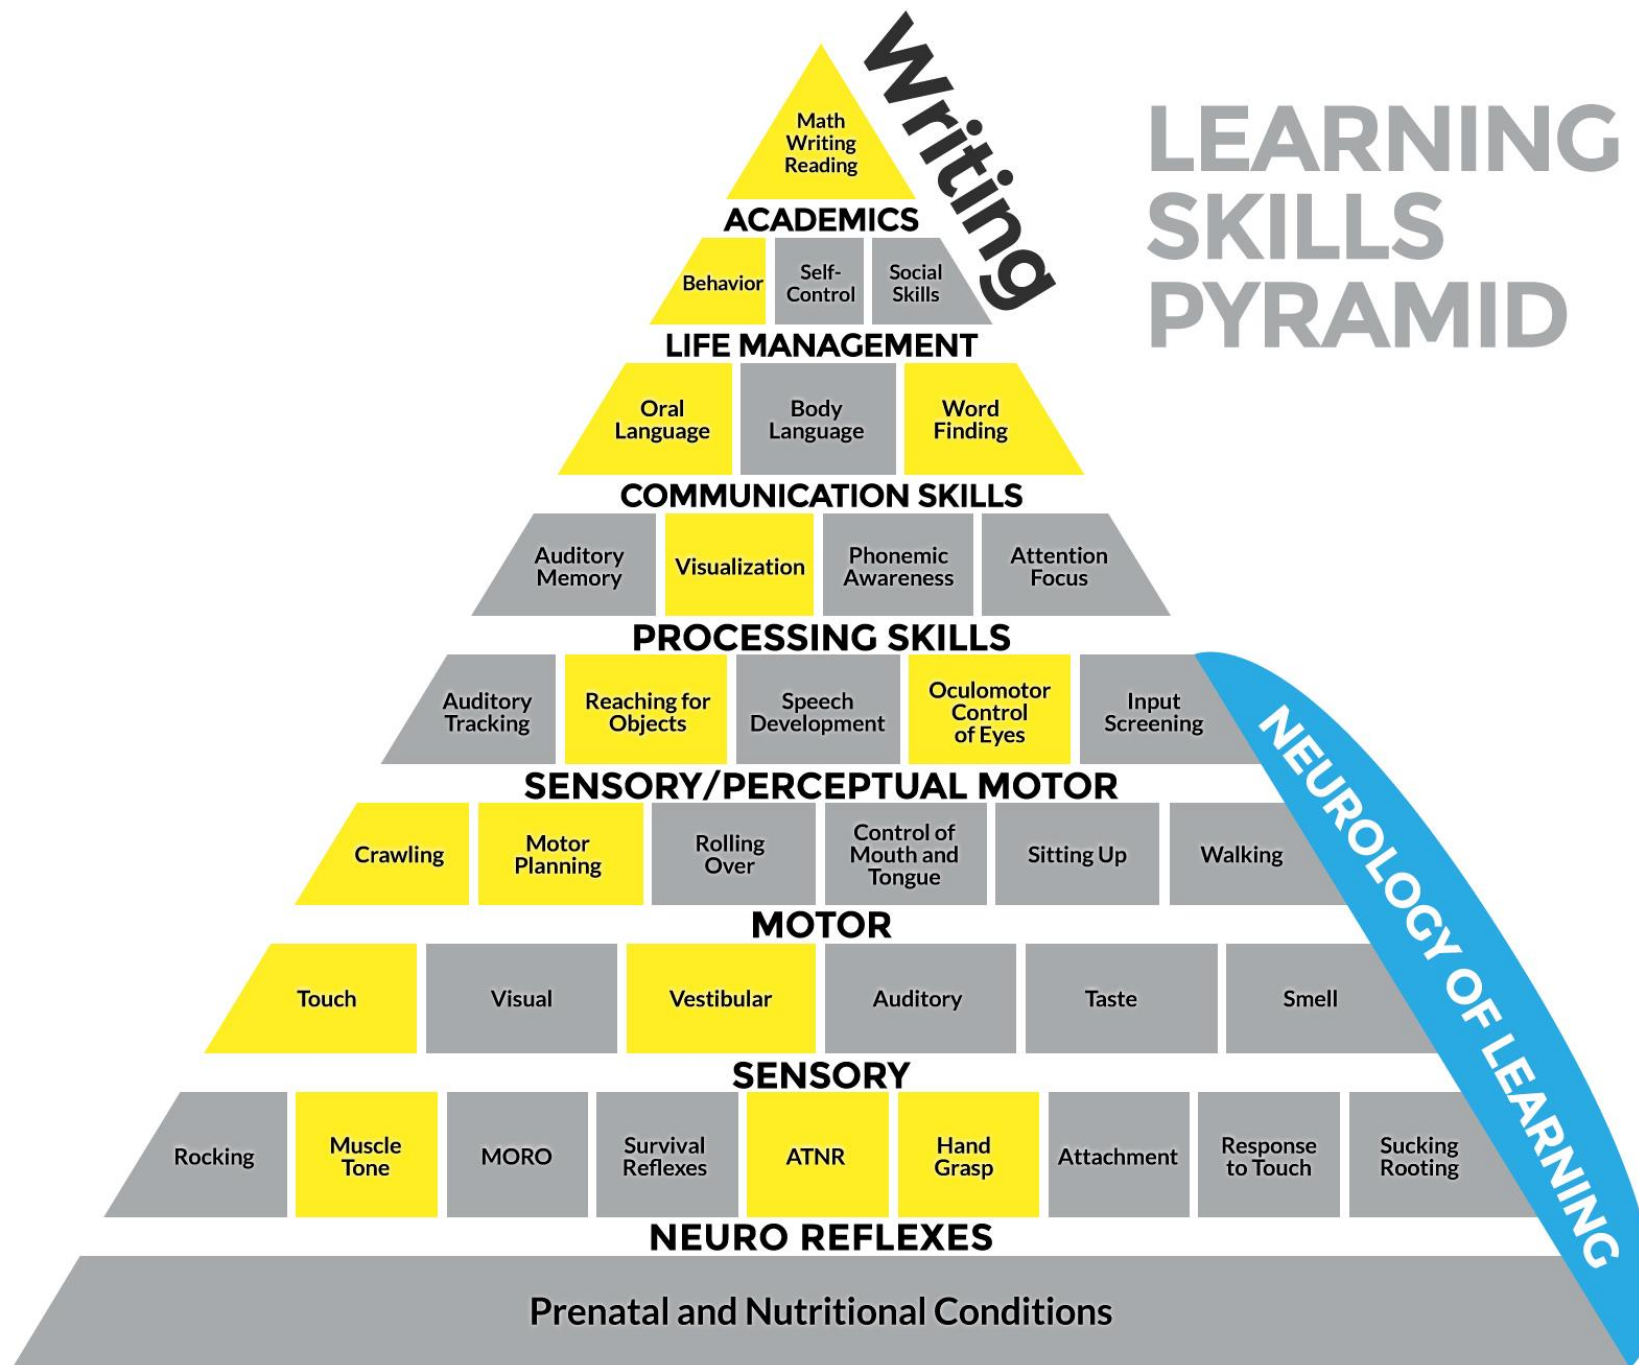 Writing
LEARNING
SKILLS
PYRAMID
Math
Writing
Reading
ACADEMICS
Behavior
Self-
Control
Social
Skills
LIFE MANAGEMENT
Oral
Language
Body
Language
Word
Finding
COMMUNICATION SKILLS
Auditory
Memory
Visualization
Phonemic
Awareness
Attention
Focus
PROCESSING SKILLS
Auditory
Tracking
Reaching for
Objects
Speech
Development
Oculomotor
Control
of Eyes
Input
Screening
SENSORY/PERCEPTUAL MOTOR
Crawling
Motor
Planning
Rolling
Over
Control of
Mouth and
Tongue
Sitting Up
Walking
MOTOR
Touch
Visual
Vestibular
Auditory
Taste
Smell
SENSORY
Rocking
Muscle
Tone
MORO
Survival
Reflexes
ATNR
Hand
Grasp
Attachment
Response
to Touch
Sucking
Rooting
NEURO REFLEXES
Prenatal and Nutritional Conditions
NEUROLOGY OF LEARNING